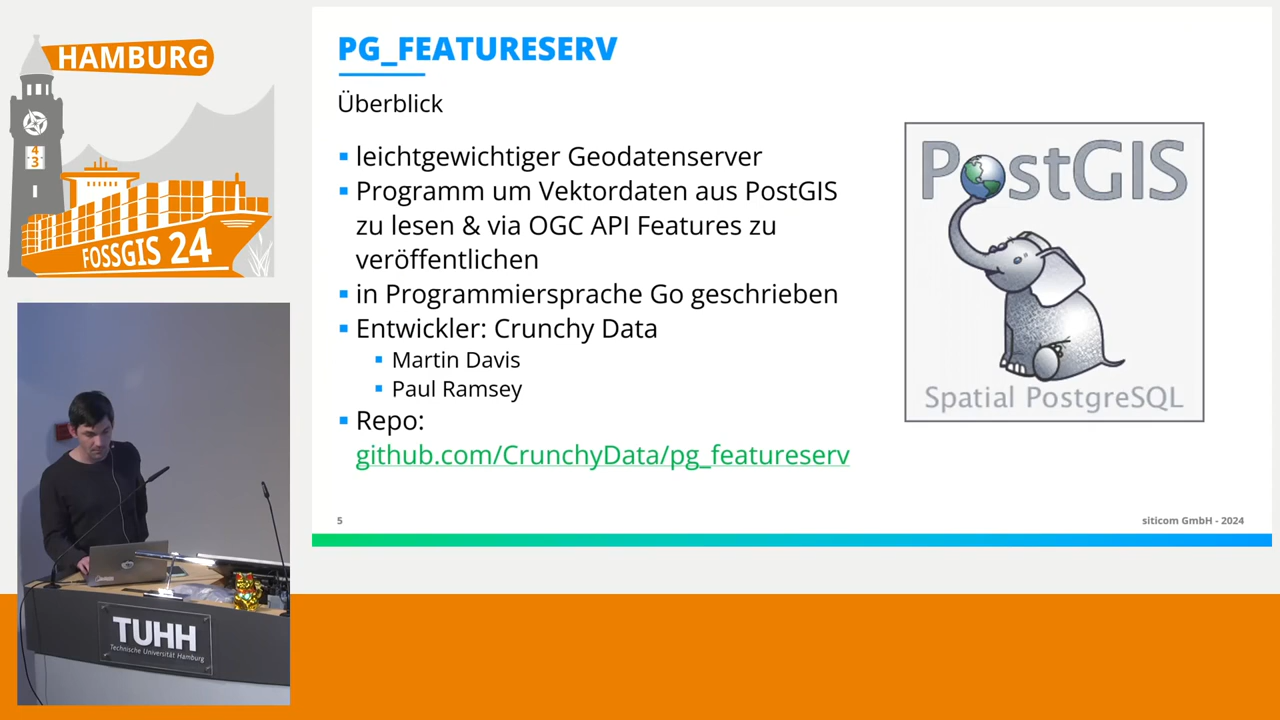 HAMBURG
4
3
FOSSGIS 24
PG_FEATURESERV
Überblick
leichtgewichtiger Geodatenserver
Programm um Vektordaten aus PostGIS
zu lesen & via OGC API Features zu
veröffentlichen
in Programmiersprache Go geschrieben
Entwickler: Crunchy Data
Martin Davis
Paul Ramsey
Repo:
github.com/CrunchyData/pg_featureserv
PostGIS
Spatial PostgreSQL
5
siticom GmbH - 2024
TUHH
Technische Universität Hamburg